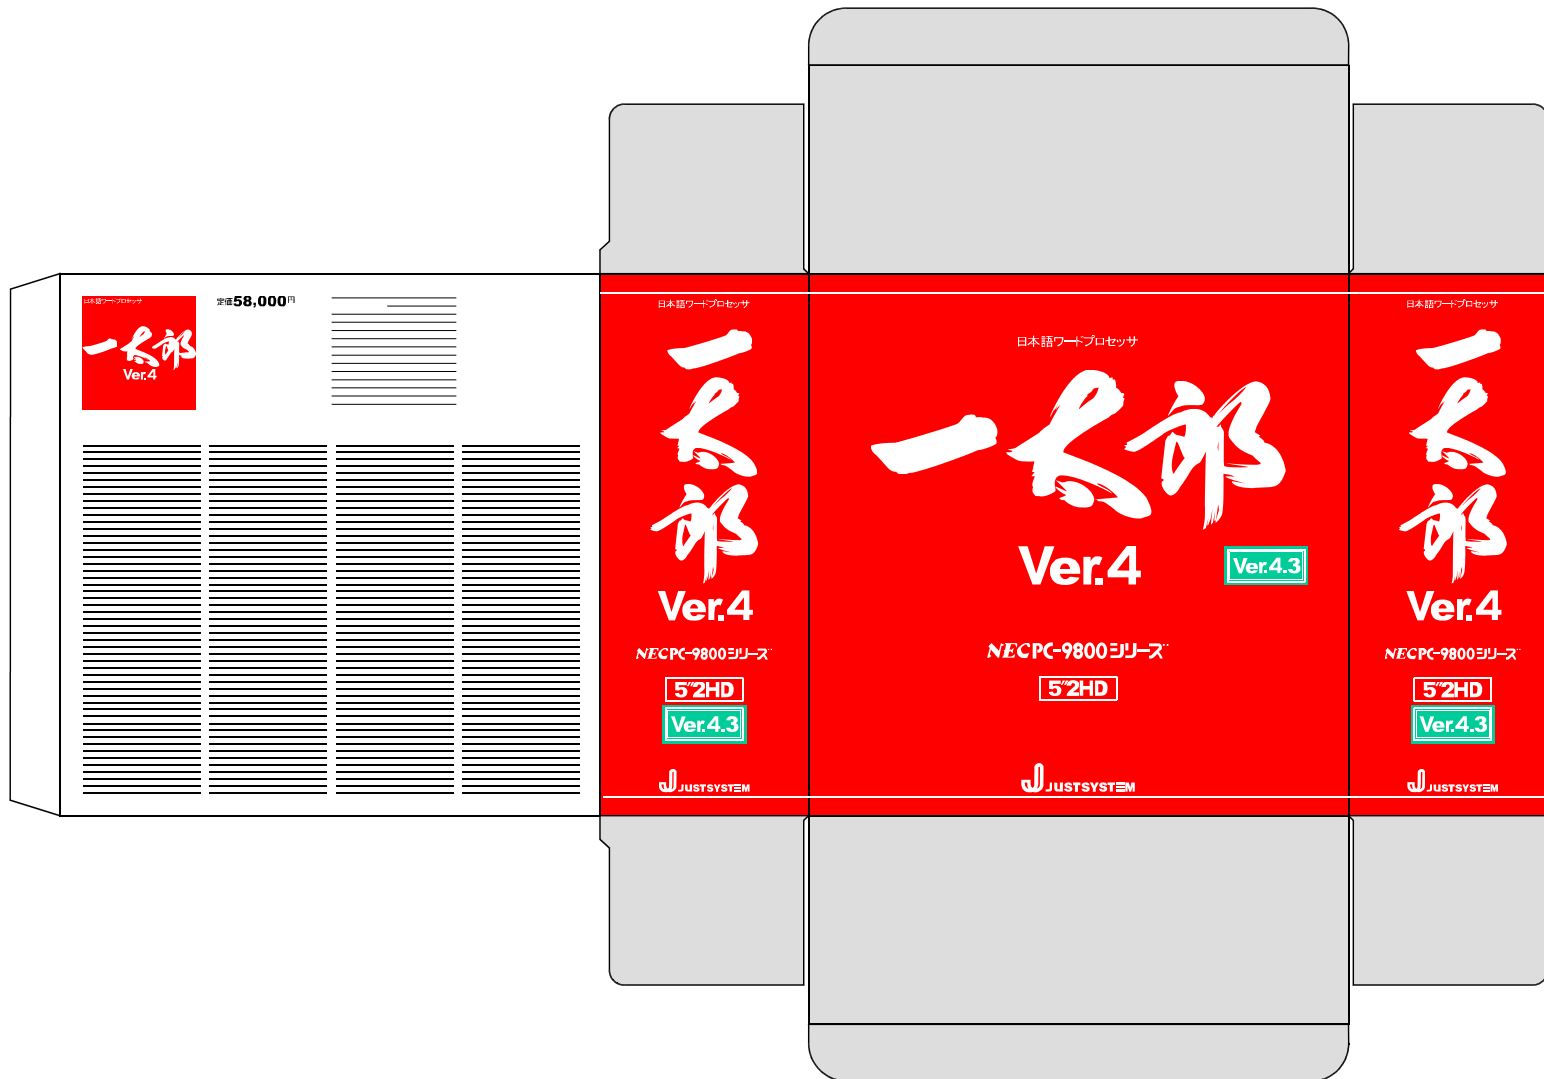 日本語ワードプロセッサ
一太郎
Ver.4
定価58,000円
日本語ワードプロセッサ
一太郎
Ver.4
NEC PC-9800シリーズ
5"2HD
Ver.4.3
JUSTSYSTEM
日本語ワードプロセッサ
一太郎
Ver.4
Ver.4.3
NEC PC-9800シリーズ
5"2HD
JUSTSYSTEM
日本語ワードプロセッサ
一太郎
Ver.4
NEC PC-9800シリーズ
5"2HD
Ver.4.3
JUSTSYSTEM